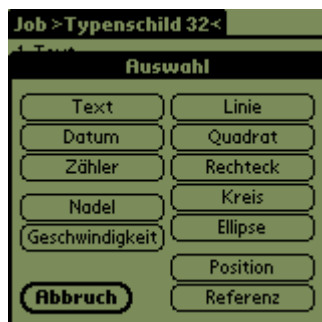 Job >Typenschild 32<
Auswahl
Text Linie
Datum Quadrat
Zähler Rechteck
Nadel Kreis
Geschwindigkeit Ellipse
Position
Abbruch Referenz